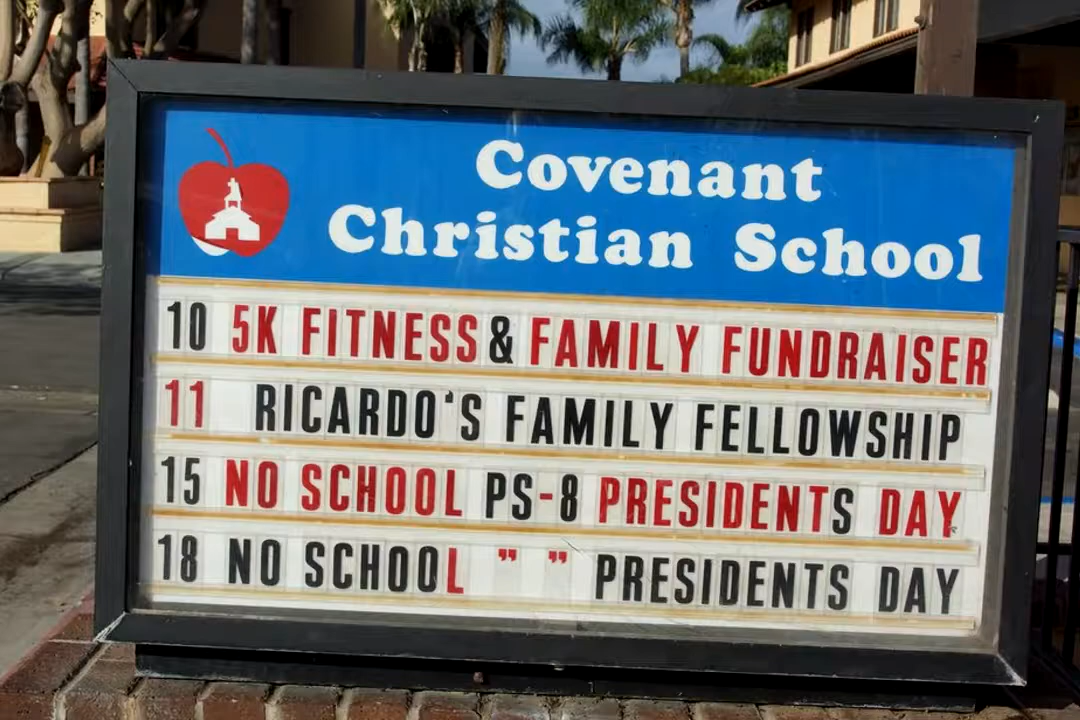 Covenant
Christian School
10 5K FITNESS & FAMILY FUNDRAISER
11 RICARDO'S FAMILY FELLOWSHIP
15 NO SCHOOL PS-8 PRESIDENTS DAY
18 NO SCHOOL " " PRESIDENTS DAY